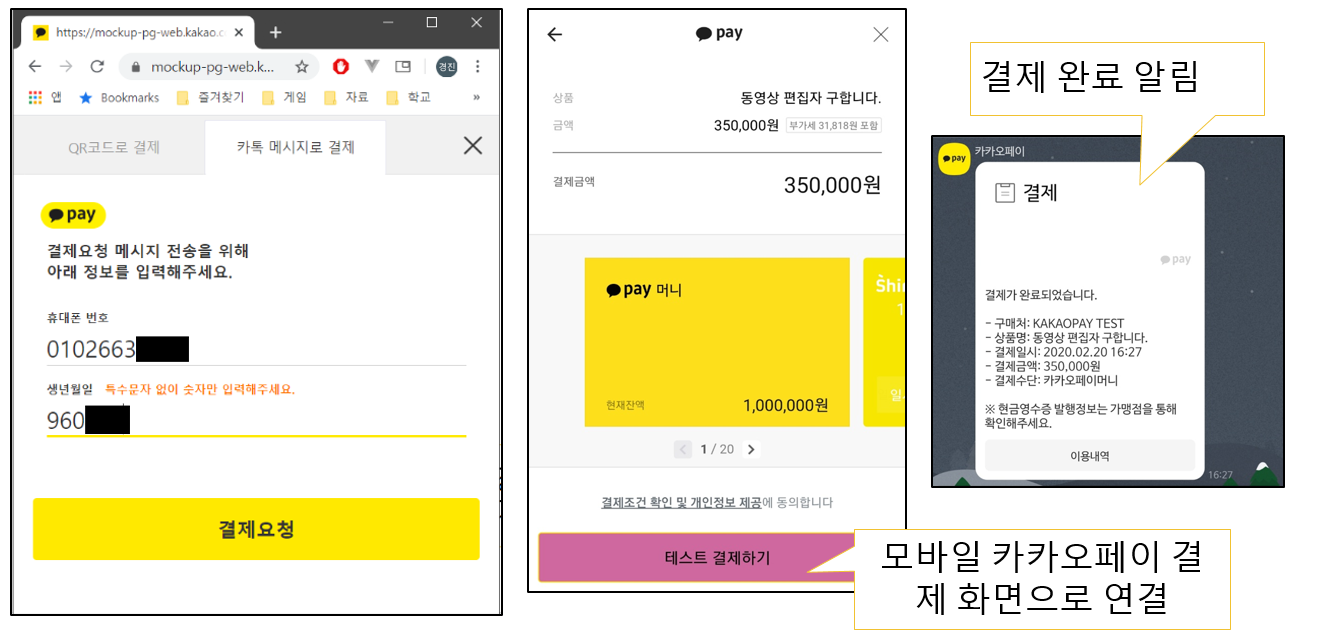 https://mockup-pg-web.kakao.c
mockup-pg-web.k...
경진
앱
Bookmarks
즐겨찾기
게임
자료
학교
»
QR코드로 결제
카톡 메시지로 결제
pay
결제요청 메시지 전송을 위해
아래 정보를 입력해주세요.
휴대폰 번호
0102663
생년월일 특수문자 없이 숫자만 입력해주세요.
960
결제요청
pay
상품
동영상 편집자 구합니다.
금액
350,000원 부가세 31,818원 포함
결제금액
350,000원
pay 머니
현재잔액
1,000,000원
Shi
1
일
1 / 20
결제조건 확인 및 개인정보 제공에 동의합니다
테스트 결제하기
모바일 카카오페이 결
제 화면으로 연결
결제 완료 알림
pay
카카오페이
결제
pay
결제가 완료되었습니다.
- 구매처: KAKAOPAY TEST
- 상품명: 동영상 편집자 구합니다.
- 결제일시: 2020.02.20 16:27
- 결제금액: 350,000원
- 결제수단: 카카오페이머니
※ 현금영수증 발행정보는 가맹점을 통해
확인해주세요.
이용내역
16:27